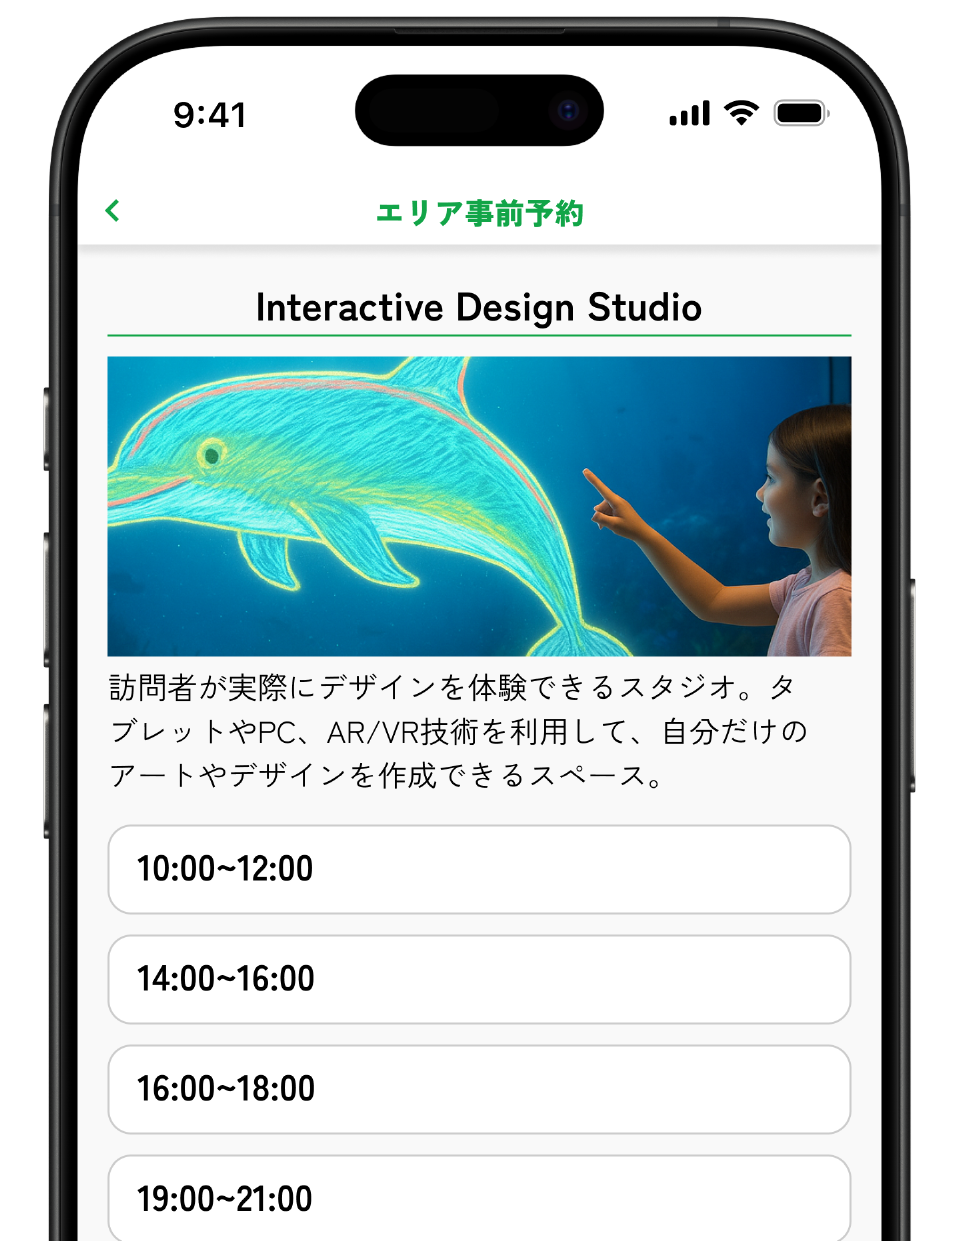 9:41
エリア事前予約
Interactive Design Studio
訪問者が実際にデザインを体験できるスタジオ。タ
ブレットやPC、AR/VR技術を利用して、自分だけの
アートやデザインを作成できるスペース。
10:00~12:00
14:00~16:00
16:00~18:00
19:00~21:00